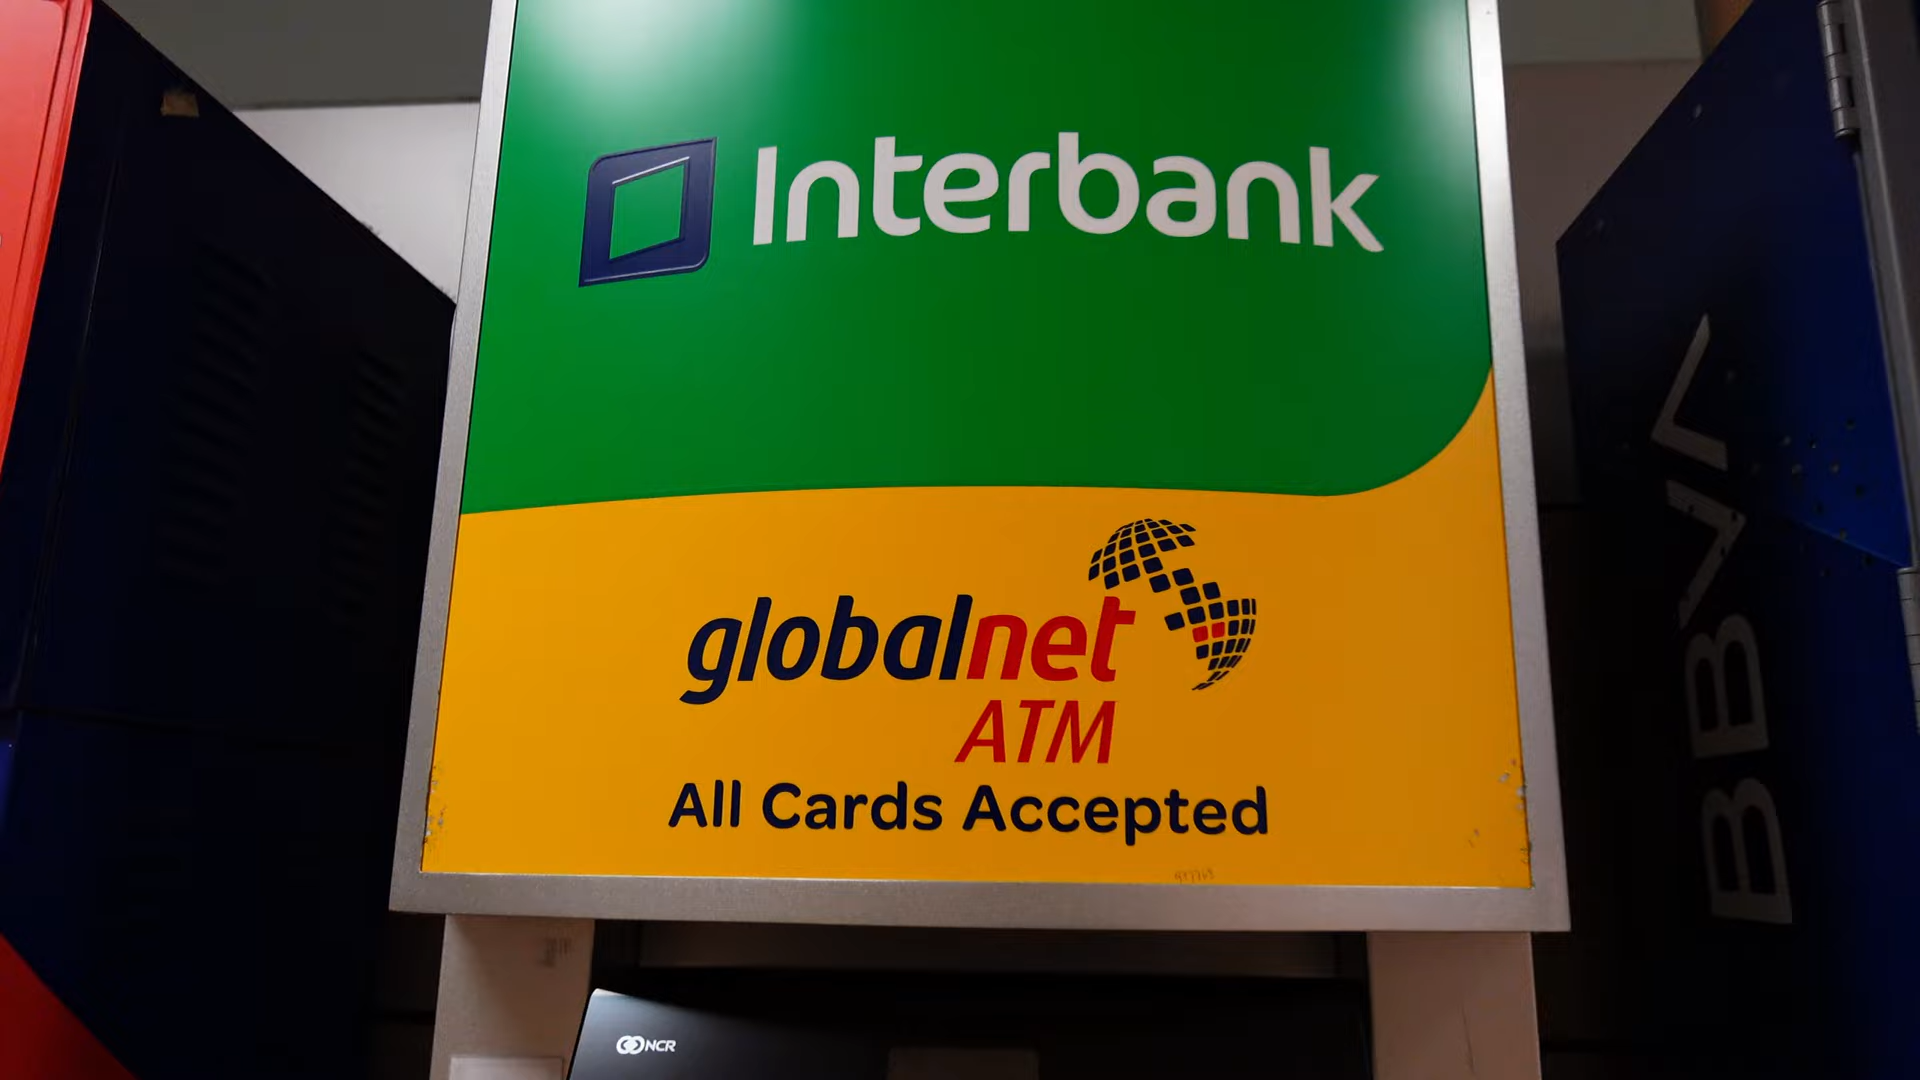 Interbank
globalnet
ATM
All Cards Accepted
NCR
BBVA